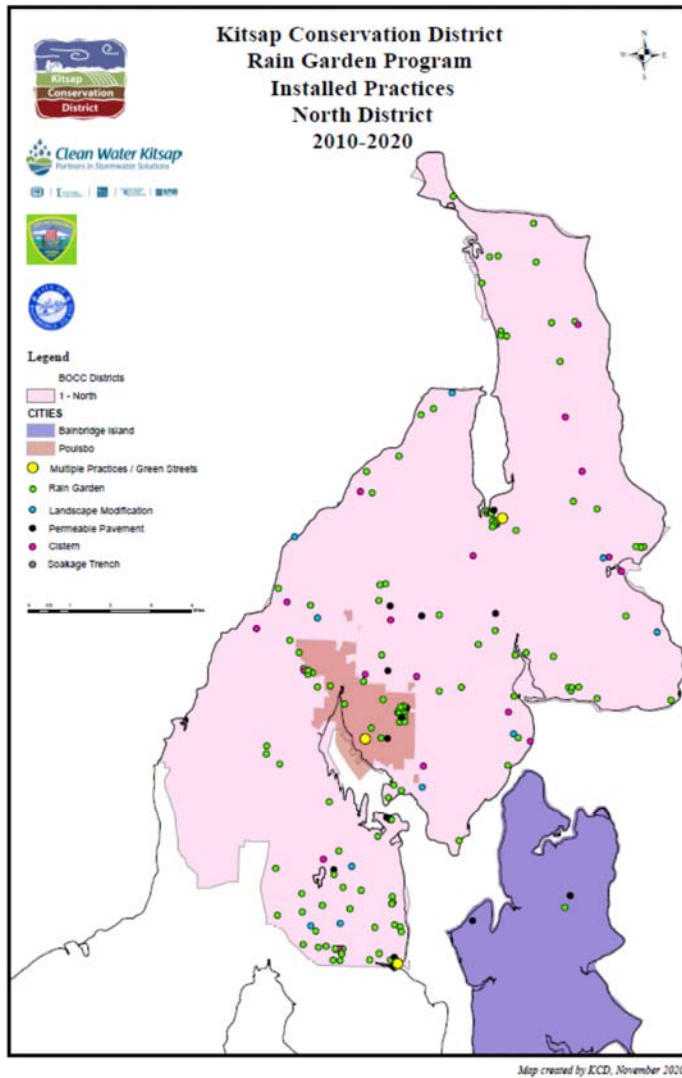 Kitsap Conservation District
Rain Garden Program
Installed Practices
North District
2010-2020
N
W E
S
Kitsap
Conservation
District
Clean Water Kitsap
Partners in Stormwater Solutions
Legend
BOCC Districts
1 - North
CITIES
Bainbridge Island
Poulsbo
Multiple Practices / Green Streets
Rain Garden
Landscape Modification
Permeable Pavement
Cistern
Soakage Trench
Map created by KCD, November 2020